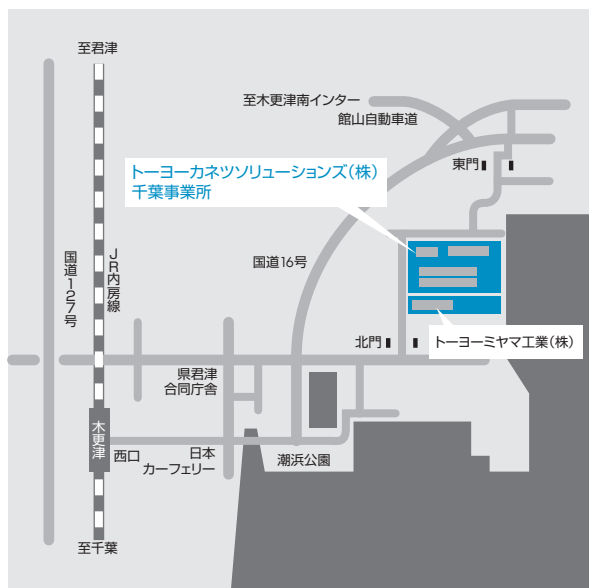 至君津
至木更津南インター
館山自動車道
東門
トーヨーカネツソリューションズ(株)
千葉事業所
国道127号
JR内房線
国道16号
北門
トーヨーミヤマ工業(株)
県君津
合同庁舎
木更津
西口
日本
カーフェリー
潮浜公園
至千葉